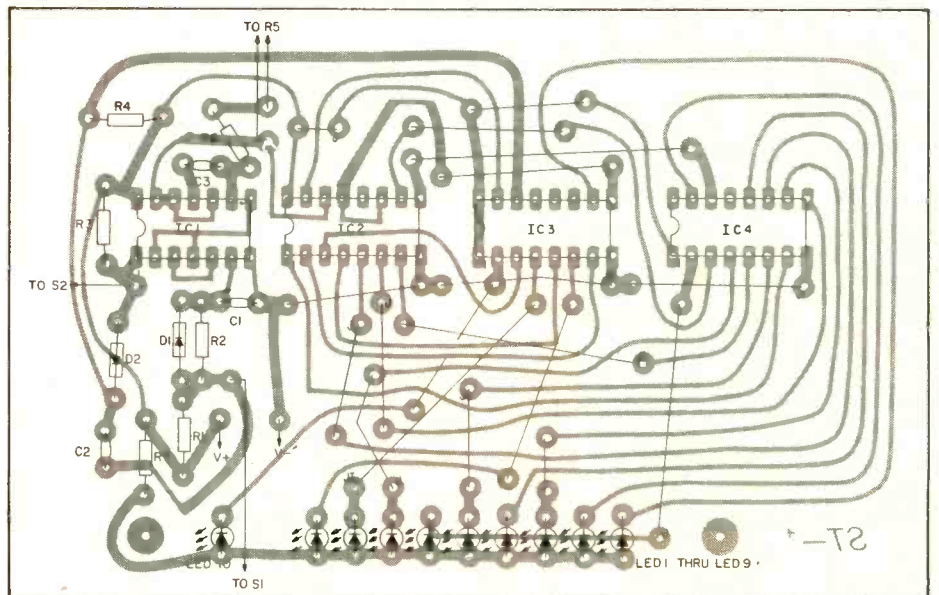 TO R5
R4
C3
R3
IC1
IC2
IC3
IC4
TO S2
C1
D1
R2
D2
C2
R1
V+
V-
LED 10
LED1 THRU LED9
ST-+
TO S1